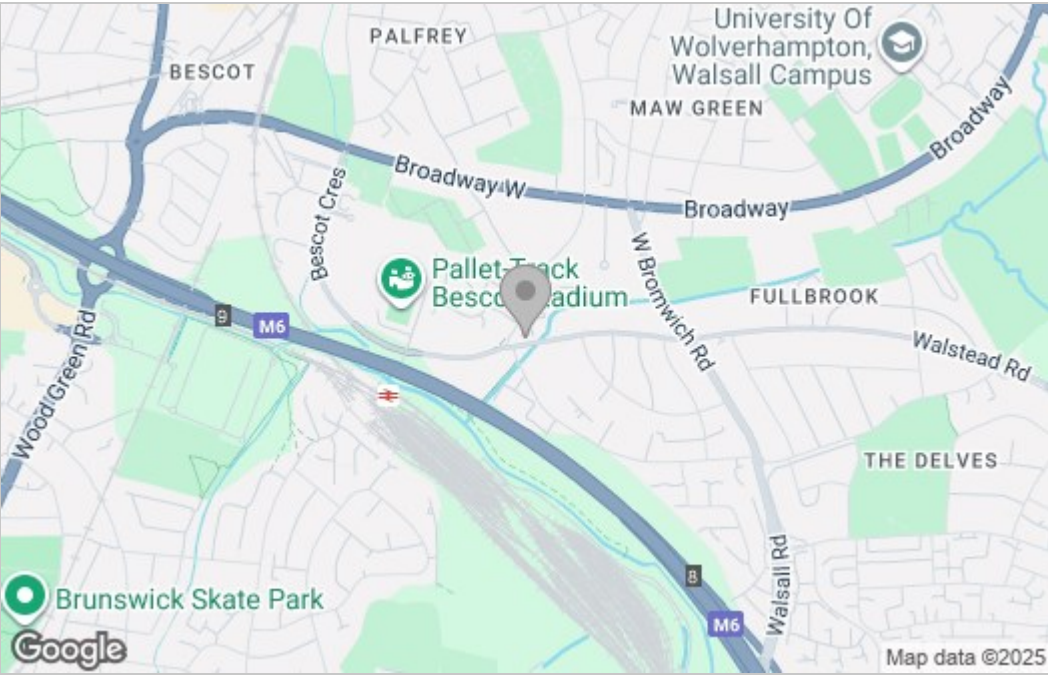 PALFREY
University Of
Wolverhampton,
Walsall Campus
BESCOT
MAW GREEN
Broadway
Broadway W
Broadway
Bescot Cres
W Bromwich Rd
Pallet-Track
Bescot Stadium
FULLBROOK
9
M6
Walstead Rd
Wood Green Rd
THE DELVES
8
Walsall Rd
Brunswick Skate Park
M6
Google
Map data ©2025